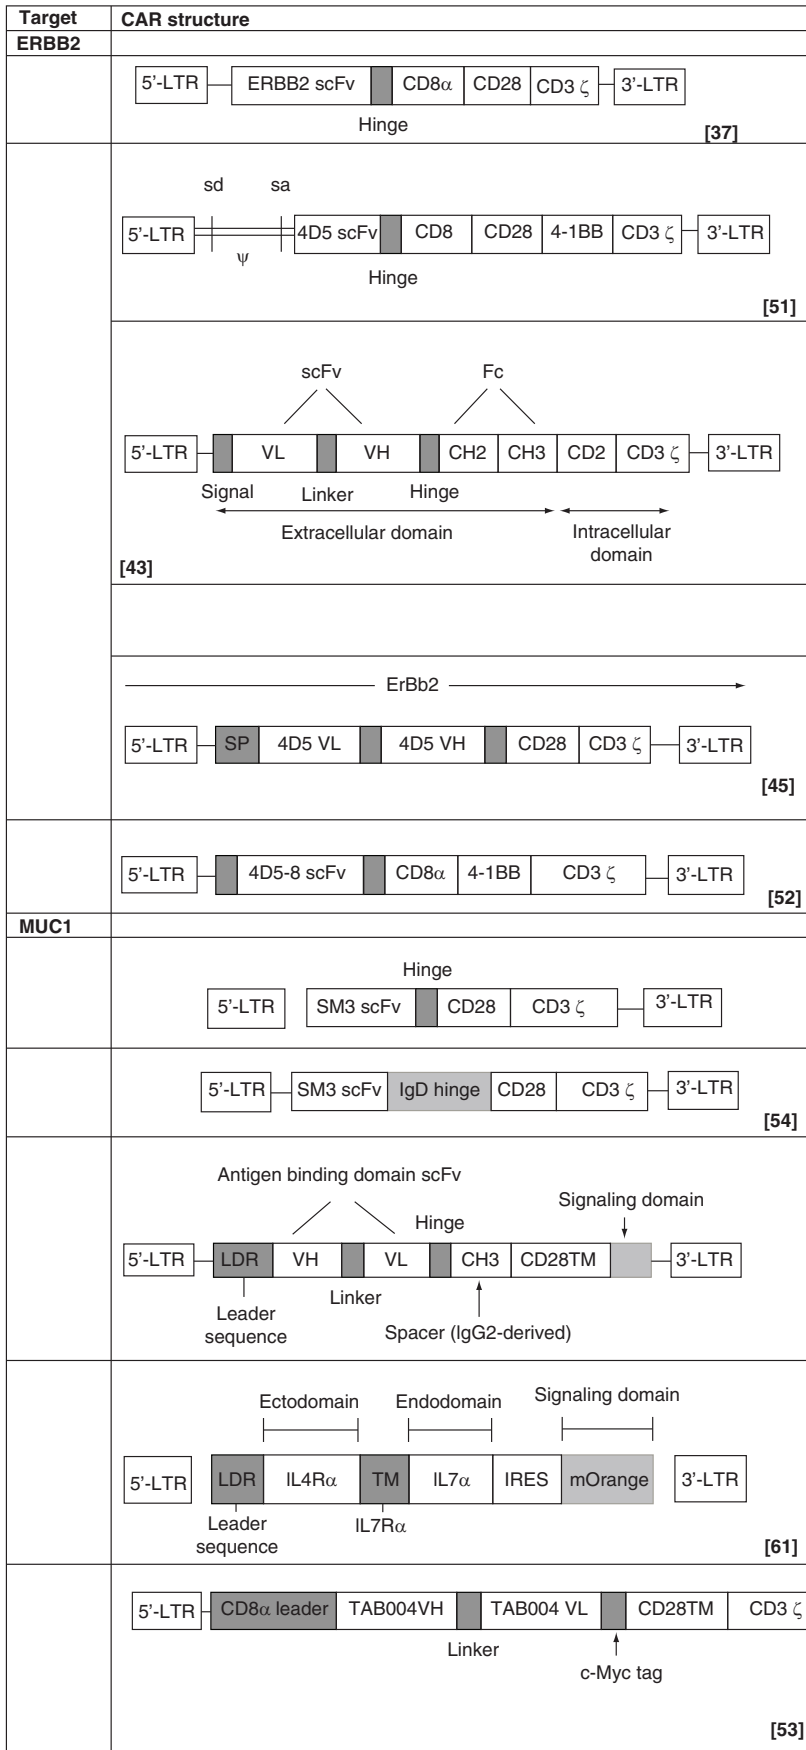 Target CAR structure
ERBB2
5'-LTR ERBB2 scFv CD8α CD28 CD3 ζ 3'-LTR
Hinge
[37]
sd sa
5'-LTR 4D5 scFv CD8 CD28 4-1BB CD3 ζ 3'-LTR
ψ
Hinge
[51]
scFv Fc
5'-LTR VL VH CH2 CH3 CD2 CD3 ζ 3'-LTR
Signal Linker Hinge
Extracellular domain Intracellular
domain
[43]
ErBb2
5'-LTR SP 4D5 VL 4D5 VH CD28 CD3 ζ 3'-LTR
[45]
5'-LTR 4D5-8 scFv CD8α 4-1BB CD3 ζ 3'-LTR
[52]
MUC1
Hinge
5'-LTR SM3 scFv CD28 CD3 ζ 3'-LTR
5'-LTR SM3 scFv IgD hinge CD28 CD3 ζ 3'-LTR
[54]
Antigen binding domain scFv
Signaling domain
Hinge
5'-LTR LDR VH VL CH3 CD28TM 3'-LTR
Linker
Leader
sequence
Spacer (IgG2-derived)
Ectodomain Endodomain Signaling domain
5'-LTR LDR IL4Rα TM IL7α IRES mOrange 3'-LTR
Leader
sequence
IL7Rα
[61]
5'-LTR CD8α leader TAB004VH TAB004 VL CD28TM CD3 ζ
Linker
c-Myc tag
[53]